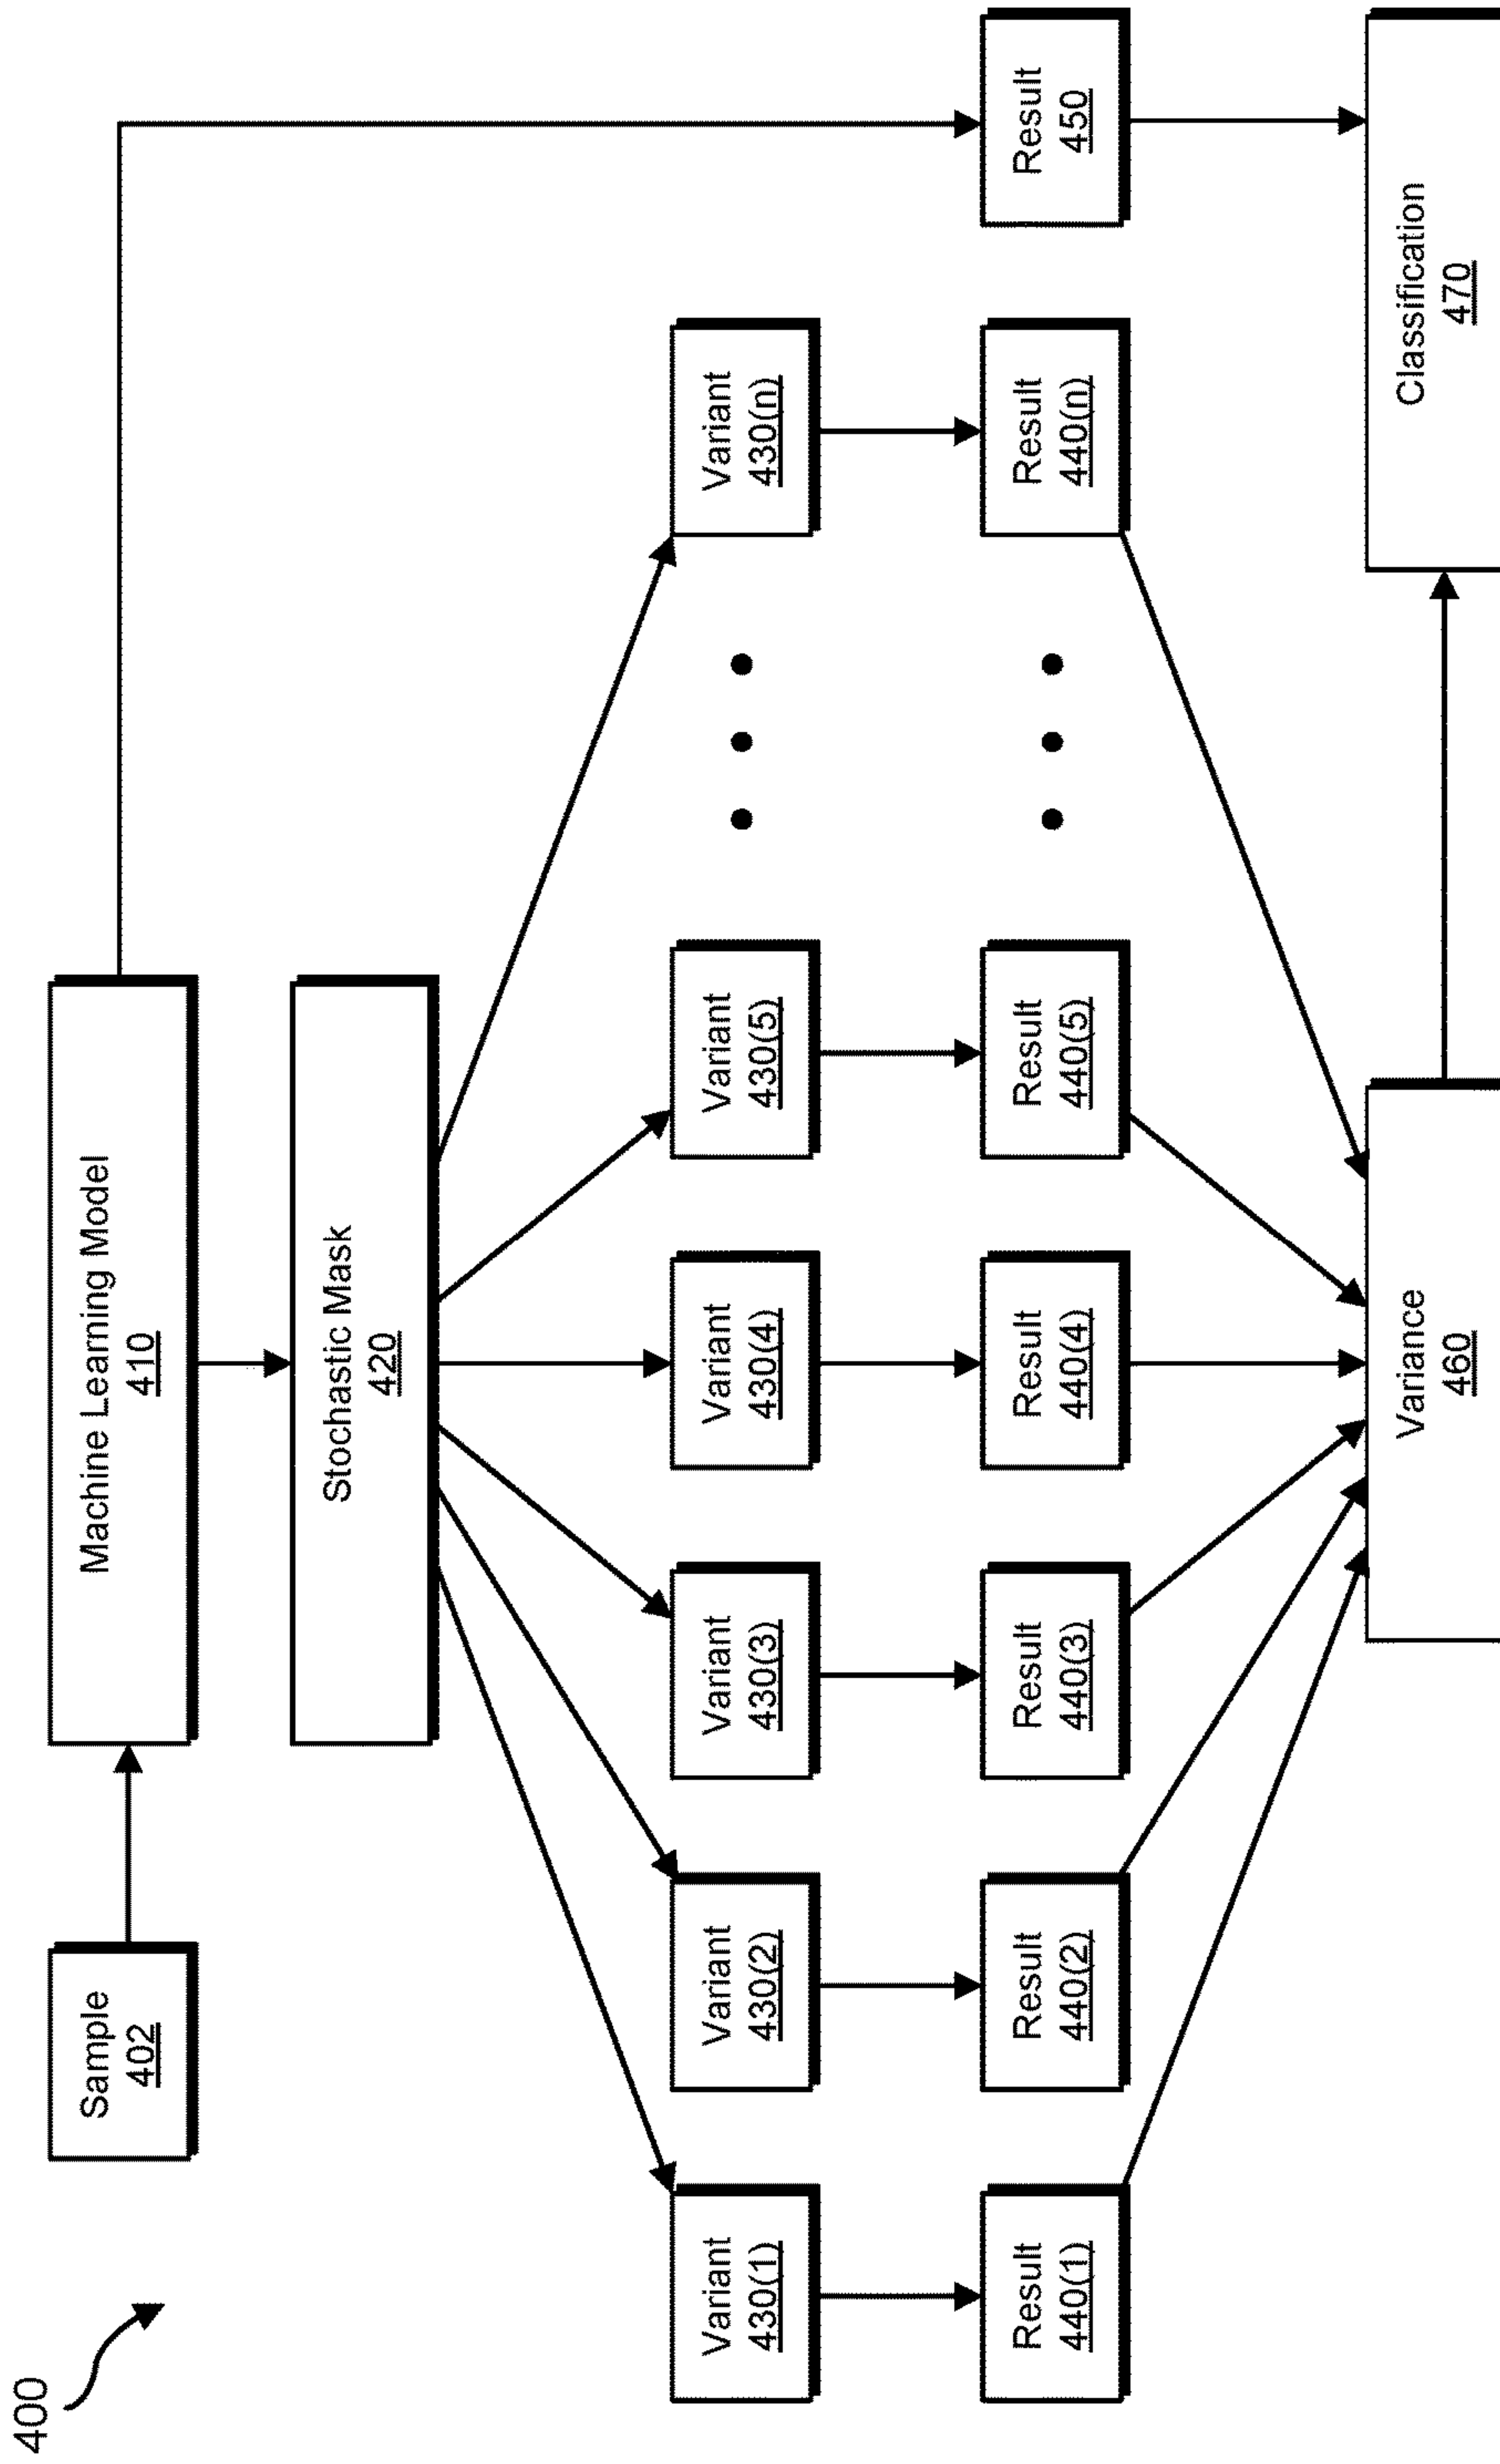 400
Sample
402
Machine Learning Model
410
Stochastic Mask
420
Variant
430(1)
Variant
430(2)
Variant
430(3)
Variant
430(4)
Variant
430(5)
Variant
430(n)
Result
440(1)
Result
440(2)
Result
440(3)
Result
440(4)
Result
440(5)
Result
440(n)
Result
450
Variance
460
Classification
470